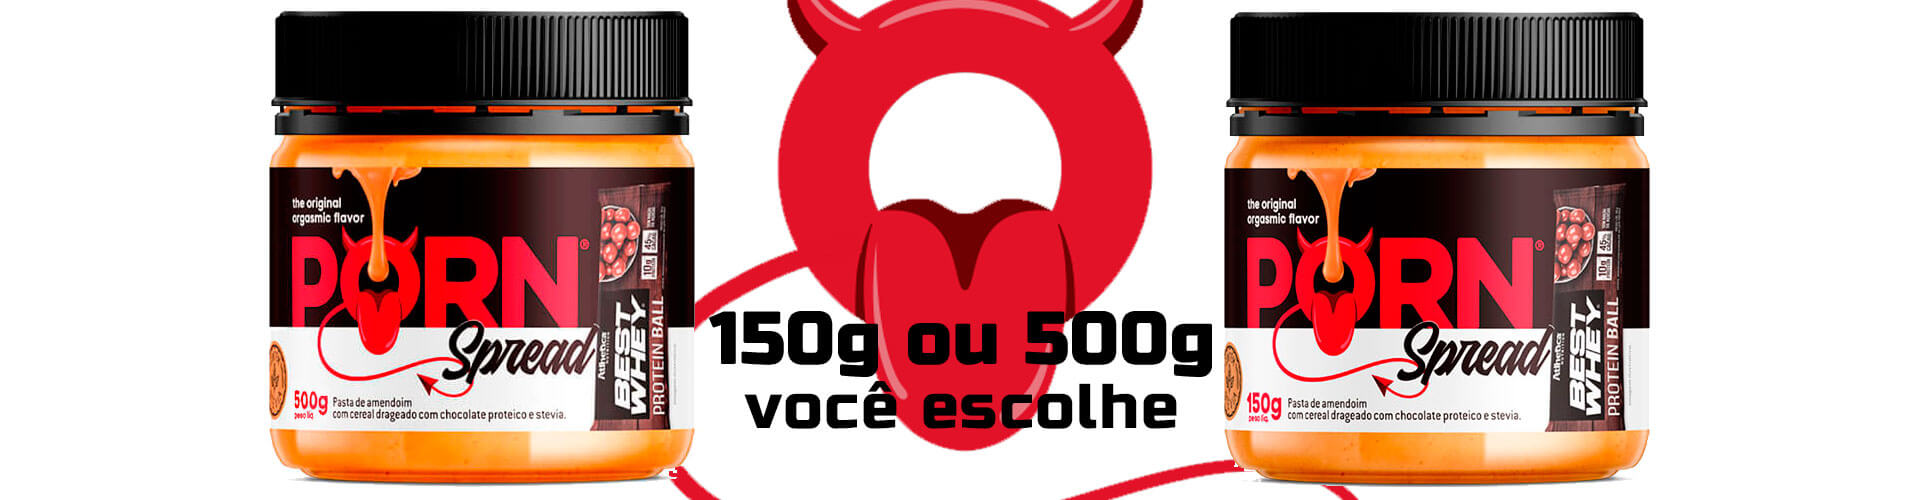 the original
orgasmic flavor
PORN®
Spread
500g
peso líq.
Pasta de amendoim
com cereal drageado com chocolate proteico e stevia.
10g
45%
Atlhetica
BEST
WHEY
PROTEIN BALL
150g ou 500g
você escolhe
the original
orgasmic flavor
PORN®
Spread
150g
peso líq.
Pasta de amendoim
com cereal drageado com chocolate proteico e stevia.
10g
45%
Atlhetica
BEST
WHEY
PROTEIN BALL